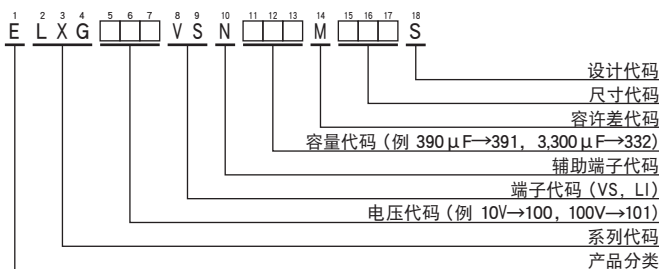 1 2 3 4 5 6 7 8 9 10 11 12 13 14 15 16 17 18
E L X G □□□ V S N □□□ M □□□ S
设计代码
尺寸代码
容许差代码
容量代码（例 390μF→391，3,300μF→332）
辅助端子代码
端子代码（VS，LI）
电压代码（例 10V→100，100V→101）
系列代码
产品分类